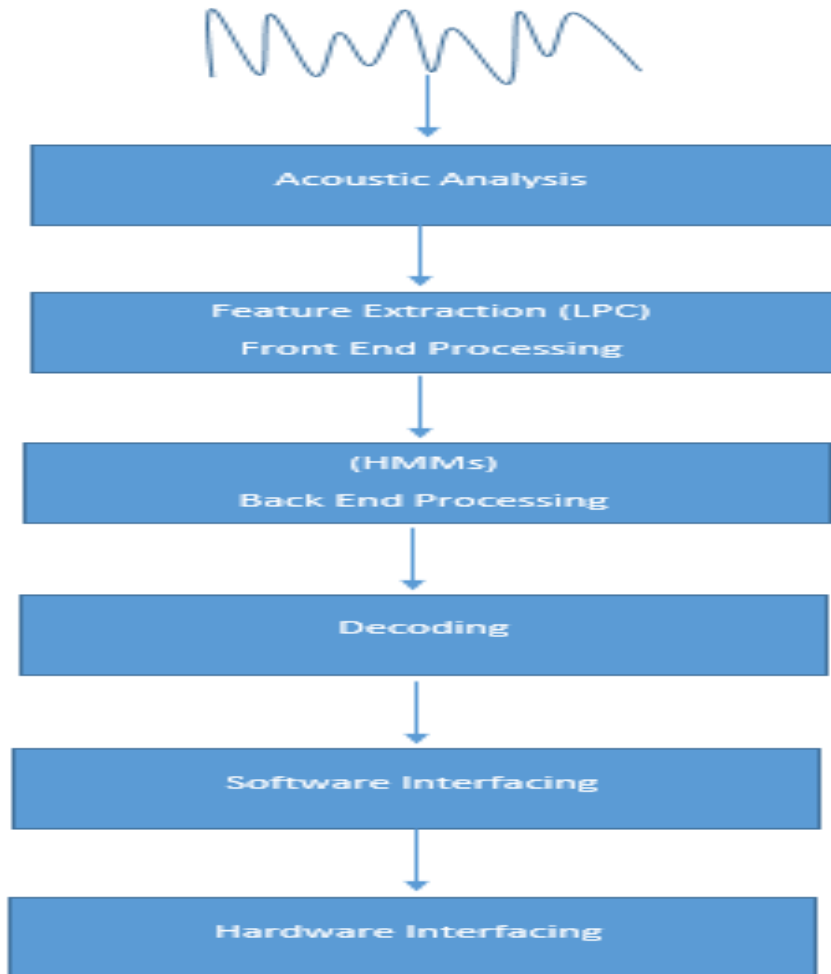 Acoustic Analysis
Feature Extraction (LPC)
Front End Processing
(HMMs)
Back End Processing
Decoding
Software Interfacing
Hardware Interfacing